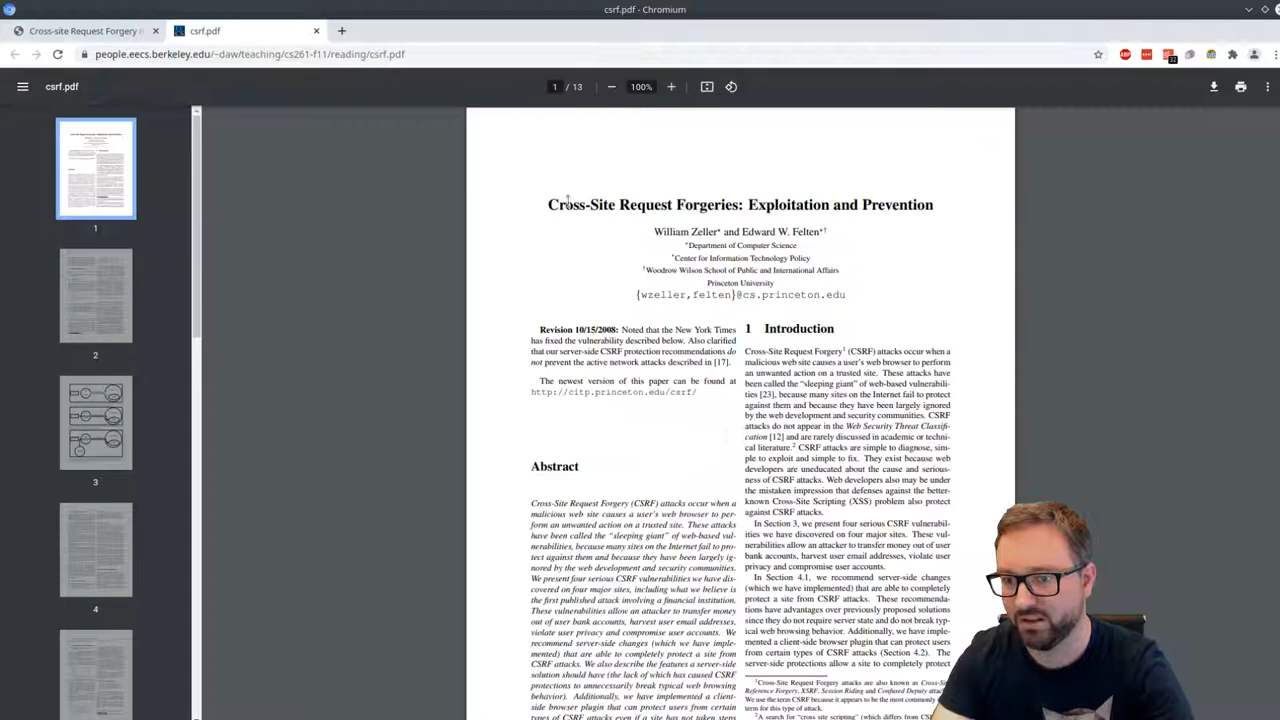 csrf.pdf - Chromium
Cross-site Request Forgery
csrf.pdf
people.eecs.berkeley.edu/~daw/teaching/cs261-f11/reading/csrf.pdf
32
csrf.pdf
1 / 13
100%
1
2
3
4
Cross-Site Request Forgeries: Exploitation and Prevention
William Zeller* and Edward W. Felten*†
*Department of Computer Science
*Center for Information Technology Policy
†Woodrow Wilson School of Public and International Affairs
Princeton University
{wzeller,felten}@cs.princeton.edu
Revision 10/15/2008: Noted that the New York Times
has fixed the vulnerability described below. Also clarified
that our server-side CSRF protection recommendations do
not prevent the active network attacks described in [17].
The newest version of this paper can be found at
http://citp.princeton.edu/csrf/
Abstract
Cross-Site Request Forgery (CSRF) attacks occur when a
malicious web site causes a user's web browser to per-
form an unwanted action on a trusted site. These attacks
have been called the "sleeping giant" of web-based vul-
nerabilities, because many sites on the Internet fail to pro-
tect against them and because they have been largely ig-
nored by the web development and security communities.
We present four serious CSRF vulnerabilities we have dis-
covered on four major sites, including what we believe is
the first published attack involving a financial institution.
These vulnerabilities allow an attacker to transfer money
out of user bank accounts, harvest user email addresses,
violate user privacy and compromise user accounts. We
recommend server-side changes (which we have imple-
mented) that are able to completely protect a site from
CSRF attacks. We also describe the features a server-side
solution should have (the lack of which has caused CSRF
protections to unnecessarily break typical web browsing
behavior). Additionally, we have implemented a client-
side browser plugin that can protect users from certain
types of CSRF attacks even if a site has not taken steps
1 Introduction
Cross-Site Request Forgery1 (CSRF) attacks occur when a
malicious web site causes a user's web browser to perform
an unwanted action on a trusted site. These attacks have
been called the "sleeping giant" of web-based vulnerabili-
ties [23], because many sites on the Internet fail to protect
against them and because they have been largely ignored
by the web development and security communities. CSRF
attacks do not appear in the Web Security Threat Classifi-
cation [12] and are rarely discussed in academic or techni-
cal literature.2 CSRF attacks are simple to diagnose, sim-
ple to exploit and simple to fix. They exist because web
developers are uneducated about the cause and serious-
ness of CSRF attacks. Web developers also may be under
the mistaken impression that defenses against the better-
known Cross-Site Scripting (XSS) problem also protect
against CSRF attacks.
In Section 3, we present four serious CSRF vulnerabil-
ities we have discovered on four major sites. These vul-
nerabilities allow an attacker to transfer money out of user
bank accounts, harvest user email addresses, violate user
privacy and compromise user accounts.
In Section 4.1, we recommend server-side changes
(which we have implemented) that are able to completely
protect a site from CSRF attacks. These recommenda-
tions have advantages over previously proposed solutions
since they do not require server state and do not break typ-
ical web browsing behavior. Additionally, we have imple-
mented a client-side browser plugin that can protect users
from certain types of CSRF attacks (Section 4.2). The
server-side protections allow a site to completely protect
1Cross-Site Request Forgery attacks are also known as Cross-
Reference Forgery, XSRF, Session Riding and Confused Deputy
We use the term CSRF because it appears to be the most commonly
term for this type of attack.
2A search for "cross site scripting" (which differs from